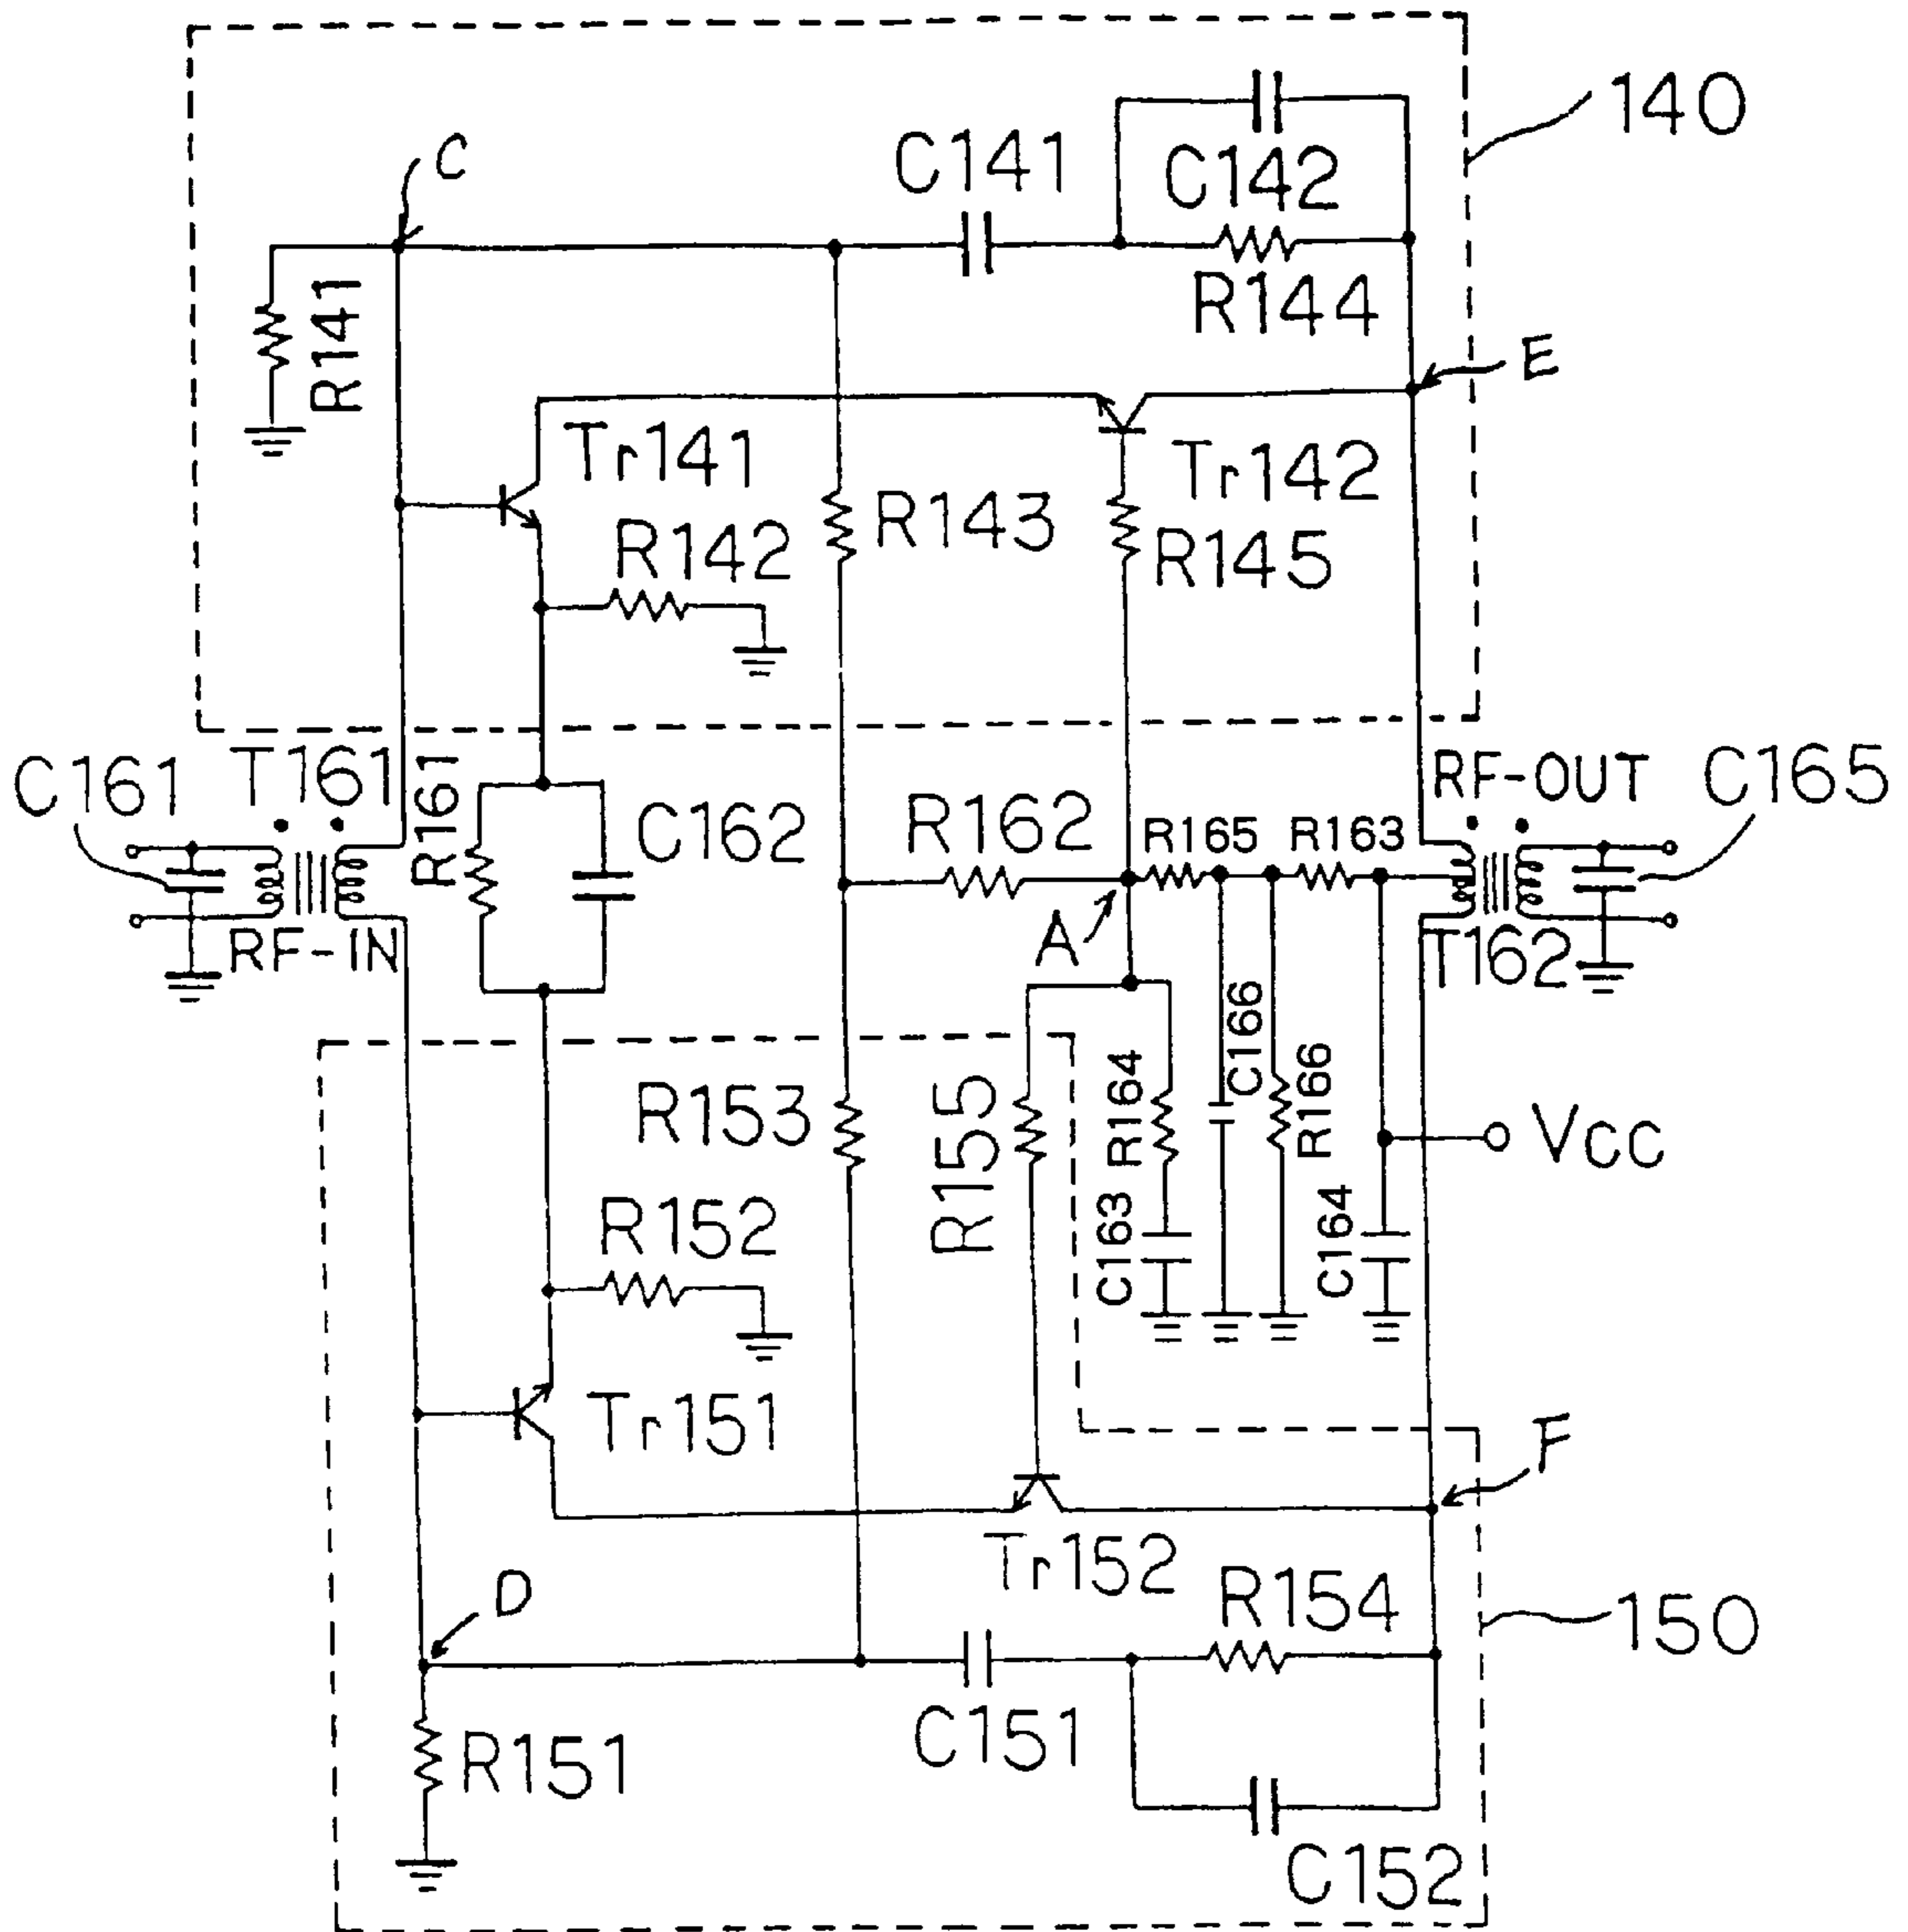 140
C
C141
C142
R141
R144
E
Tr141
Tr142
R142
R143
R145
C161
T161
R161
C162
R162
R165
R163
RF-OUT
C165
RF-IN
A
T162
C166
R153
R155
R164
R166
Vcc
C163
C164
R152
Tr151
F
Tr152
D
R154
150
C151
R151
C152